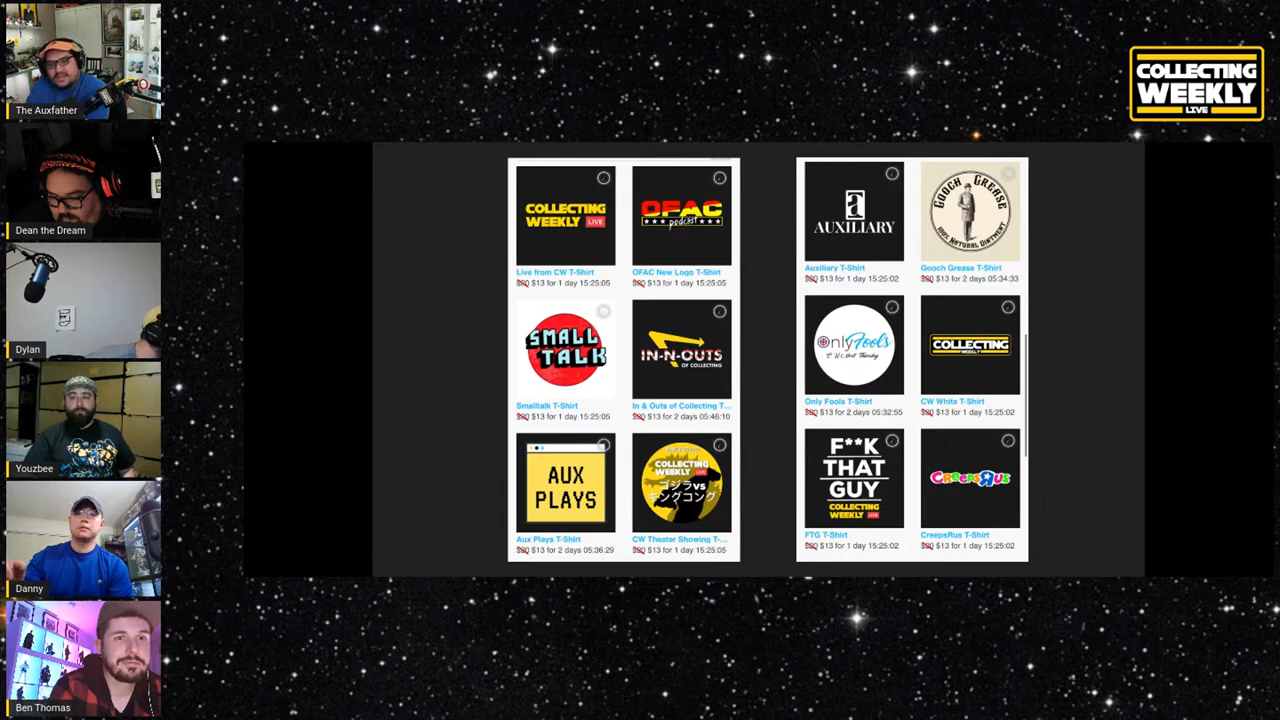 The Auxfather
Dean the Dream
Dylan
Youzbee
Danny
Ben Thomas
COLLECTING
WEEKLY
LIVE
COLLECTING
WEEKLY LIVE
Live from CW T-Shirt
$20 $13 for 1 day 15:25:05
OFAC
podcast
OFAC New Logo T-Shirt
$20 $13 for 1 day 15:25:05
SMALL
TALK
Smalltalk T-Shirt
$20 $13 for 1 day 15:25:05
IN-N-OUTS
OF COLLECTING
In & Outs of Collecting T...
$20 $13 for 2 days 05:46:10
AUX
PLAYS
Aux Plays T-Shirt
$20 $13 for 2 days 05:36:29
COLLECTING
WEEKLY LIVE
ゴジラvs
キングコング
CW Theater Showing T-...
$20 $13 for 1 day 15:25:05
a
AUXILIARY
Auxiliary T-Shirt
$20 $13 for 1 day 15:25:02
GOOCH GREASE
100% NATURAL OINTMENT
Gooch Grease T-Shirt
$20 $13 for 2 days 05:34:33
OnlyFools
C U Next Thursday
Only Fools T-Shirt
$20 $13 for 2 days 05:32:55
COLLECTING
WEEKLY
CW White T-Shirt
$20 $13 for 1 day 15:25:02
F**K
THAT
GUY
COLLECTING
WEEKLY LIVE
FTG T-Shirt
$20 $13 for 1 day 15:25:02
CREEPSRUS
CreepsRus T-Shirt
$20 $13 for 1 day 15:25:02